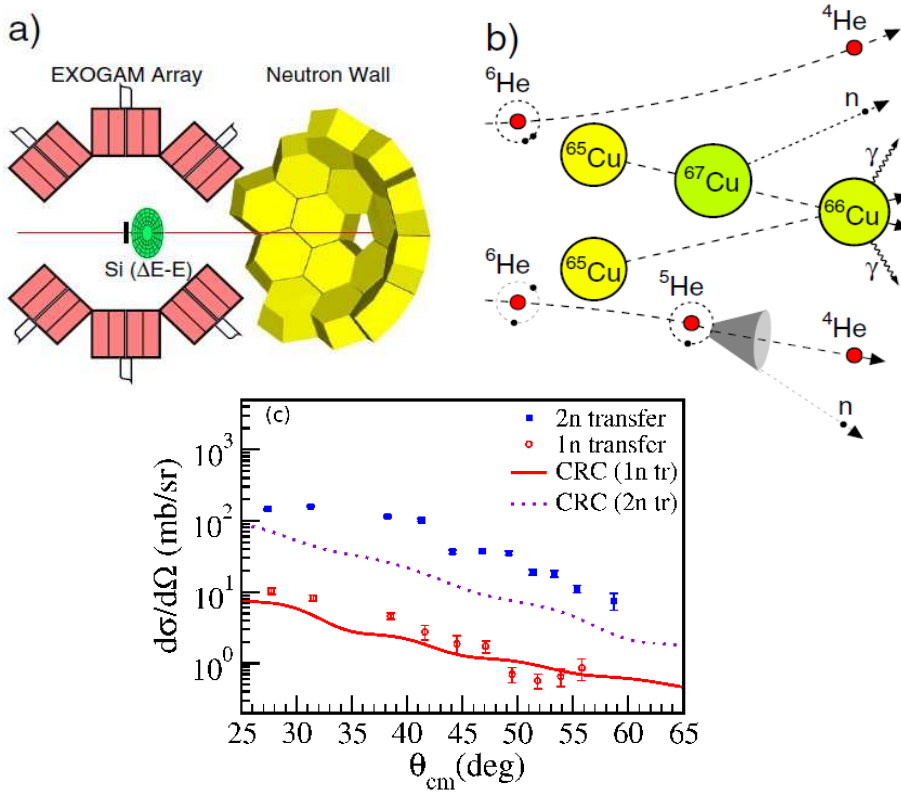 a)
EXOGAM Array
Neutron Wall
Si (ΔE-E)
b)
⁴He
⁶He
n
⁶⁵Cu
⁶⁷Cu
γ
⁶⁶Cu
⁶He
⁶⁵Cu
⁵He
γ
⁴He
n
(c)
2n transfer
1n transfer
CRC (1n tr)
CRC (2n tr)
dσ/dΩ (mb/sr)
10³
10²
10¹
10⁰
25 30 35 40 45 50 55 60 65
θcm(deg)